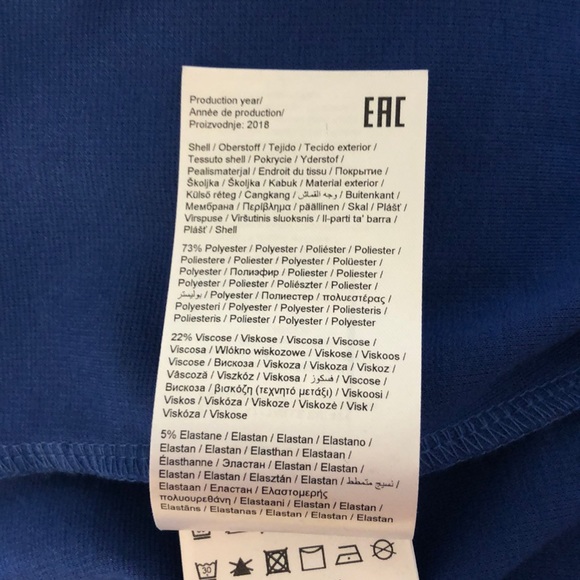 Production year/
Année de production/
Proizvodnje: 2018
EAC
Shell / Oberstoff / Tejido / Tecido exterior /
Tessuto shell / Pokrycie / Yderstof /
Pealismaterjal / Endroit du tissu / Покрытие /
Školjka / Školjka / Kabuk / Material exterior /
Külső réteg / Cangkang / وجه القماش / Buitenkant /
Мембрана / Περίβλημα / päällinen / Skal / Plášť /
Virspuse / Viršutinis sluoksnis / Il-parti ta' barra /
Plášť / Shell
73% Polyester / Polyester / Poliéster / Poliester /
Poliestere / Poliester / Polyester / Polüester /
Polyester / Полиэфир / Poliester / Poliester /
Polyester / Poliester / Poliészter / Poliester /
بوليستر / Polyester / Полиестер / πολυεστέρας /
Polyesteri / Polyester / Polyester / Poliesteris /
Poliesteris / Poliester / Polyester / Polyester
22% Viscose / Viskose / Viscosa / Viscose /
Viscosa / Włókno wiskozowe / Viskose / Viskoos /
Viscose / Вискоза / Viskoza / Viskoza / Viskoz /
Vâscoză / Viszkóz / Viskosa / فسكوز / Viscose /
Вискоза / βισκόζη (τεχνητό μετάξι) / Viskoosi /
Viskos / Viskóza / Viskoze / Viskozė / Visk /
Viskóza / Viskose
5% Elastane / Elastan / Elastan / Elastano /
Elastan / Elastan / Elasthan / Elastaan /
Élasthanne / Эластан / Elastan / Elastan /
Elastan / Elastan / Elasztán / Elastan / نسيج متمطط /
Elastaan / Еластан / Ελαστομερής
πολυουρεθάνη / Elastaani / Elastan / Elastan /
Elastāns / Elastanas / Elastan / Elastan / Elastan
30